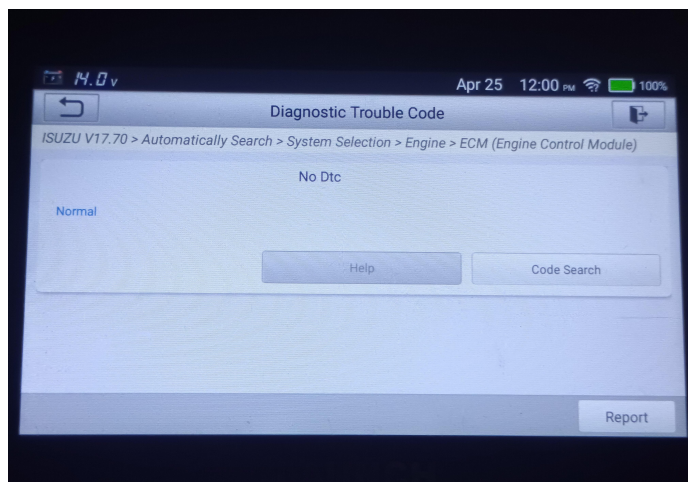 14.0 v
Apr 25 12:00 PM 100%
Diagnostic Trouble Code
ISUZU V17.70 > Automatically Search > System Selection > Engine > ECM (Engine Control Module)
No Dtc
Normal
Help
Code Search
Report